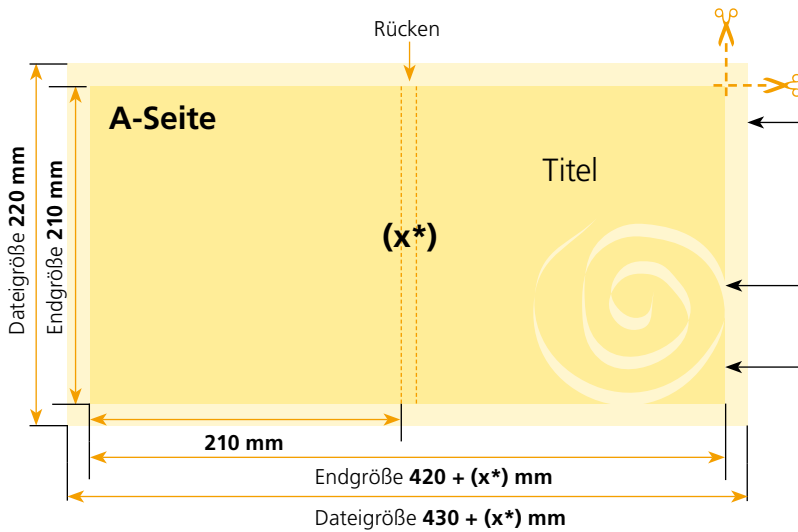 Rücken
A-Seite
Titel
(x*)
Dateigröße 220 mm
Endgröße 210 mm
210 mm
Endgröße 420 + (x*) mm
Dateigröße 430 + (x*) mm